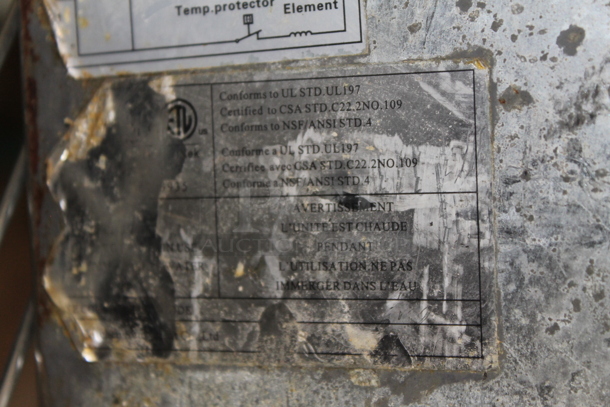 Temp.protector Element
Conforms to UL STD.UL197
Certified to CSA STD.C22.2NO.109
Conforms to NSF/ANSI STD.4
ETL
us
Conforme a UL STD.UL197
Certifiee avec CSA STD.C22.2NO.109
Conforme a NSF/ANSI STD.4
AVERTISSEMENT
L'UNITE EST CHAUDE
PENDANT
L'UTILISATION.NE PAS
IMMERGER DANS L'EAU